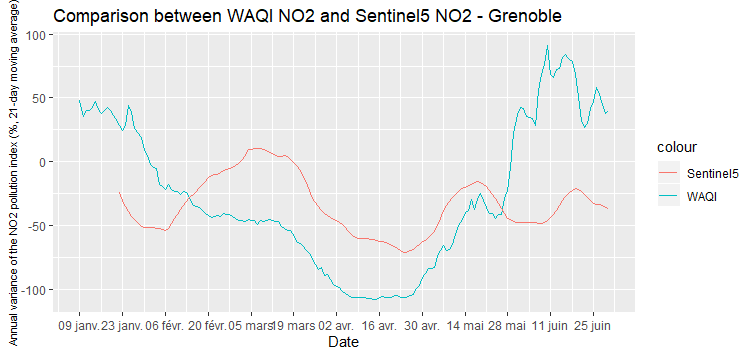 Comparison between WAQI NO2 and Sentinel5 NO2 - Grenoble
Annual variance of the NO2 pollution index (%, 21-day moving average)
100
50
0
-50
-100
09 janv.
23 janv.
06 févr.
20 févr.
05 mars
19 mars
02 avr.
16 avr.
30 avr.
14 mai
28 mai
11 juin
25 juin
Date
colour
Sentinel5
WAQI